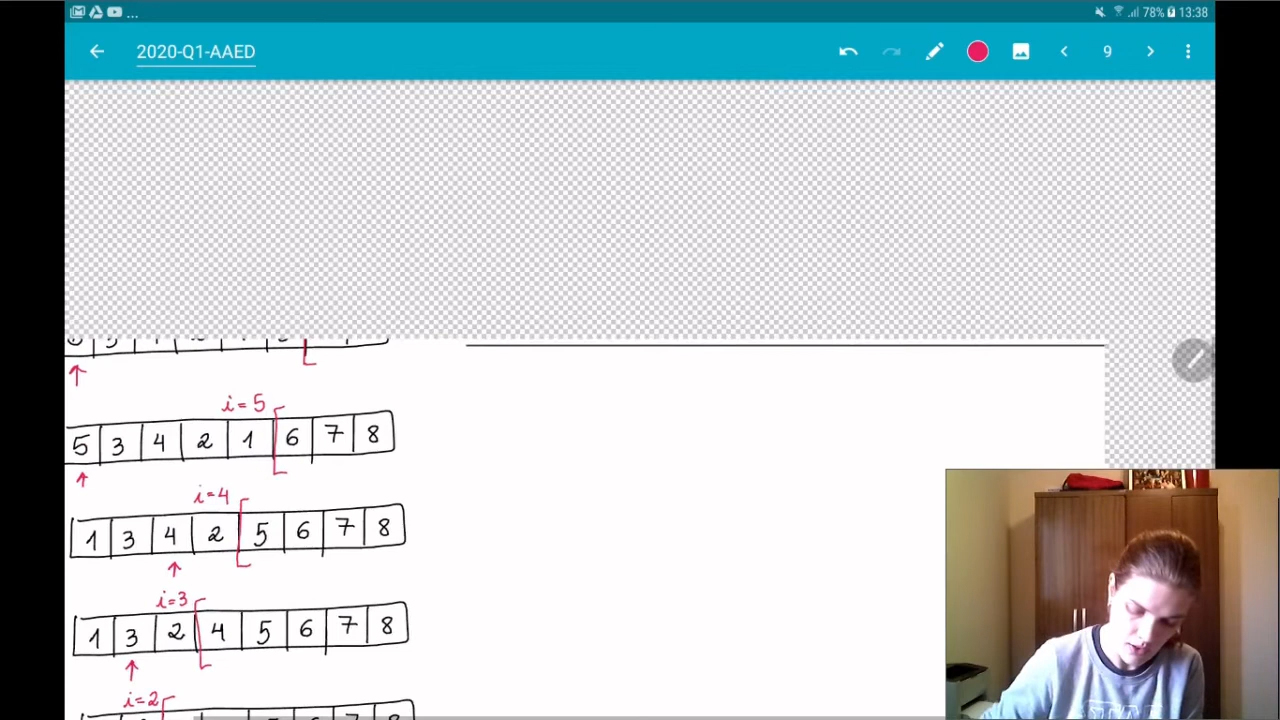 ... 78% 13:38
2020-Q1-AAED 9
i=5
5 3 4 2 1 6 7 8
i=4
1 3 4 2 5 6 7 8
i=3
1 3 2 4 5 6 7 8
i=2